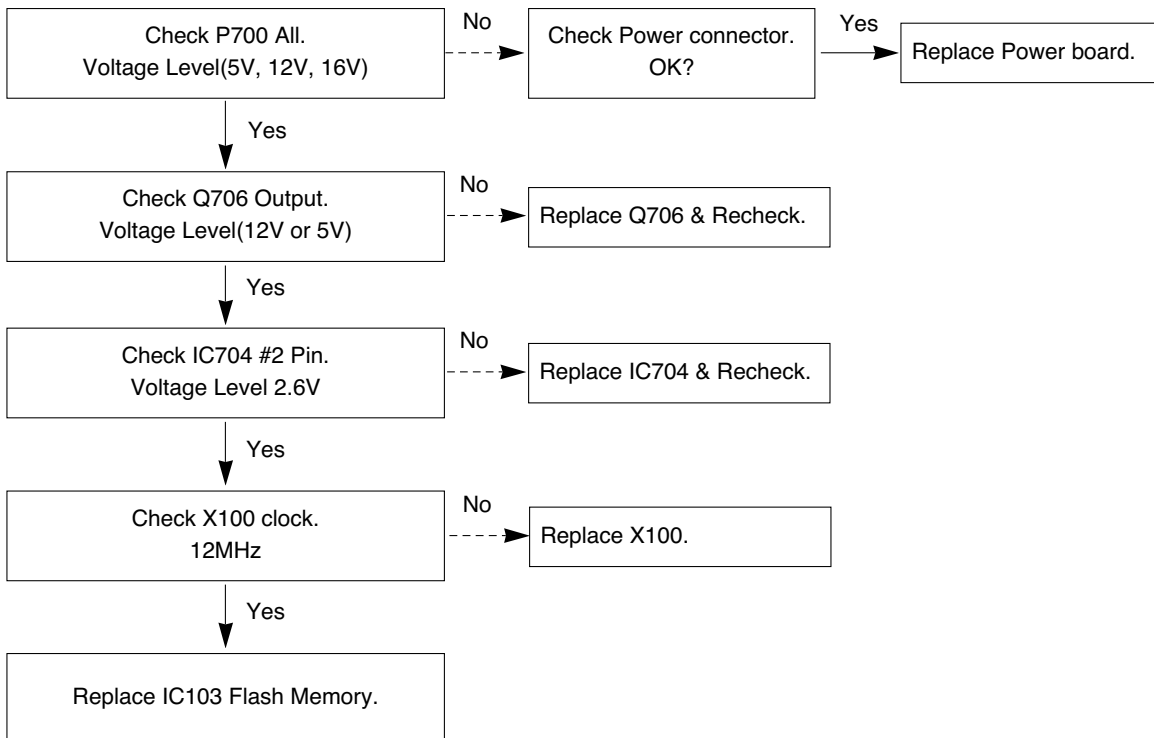 Check P700 All.
Voltage Level(5V, 12V, 16V)
No
Check Power connector.
OK?
Yes
Replace Power board.
Yes
Check Q706 Output.
Voltage Level(12V or 5V)
No
Replace Q706 & Recheck.
Yes
Check IC704 #2 Pin.
Voltage Level 2.6V
No
Replace IC704 & Recheck.
Yes
Check X100 clock.
12MHz
No
Replace X100.
Yes
Replace IC103 Flash Memory.